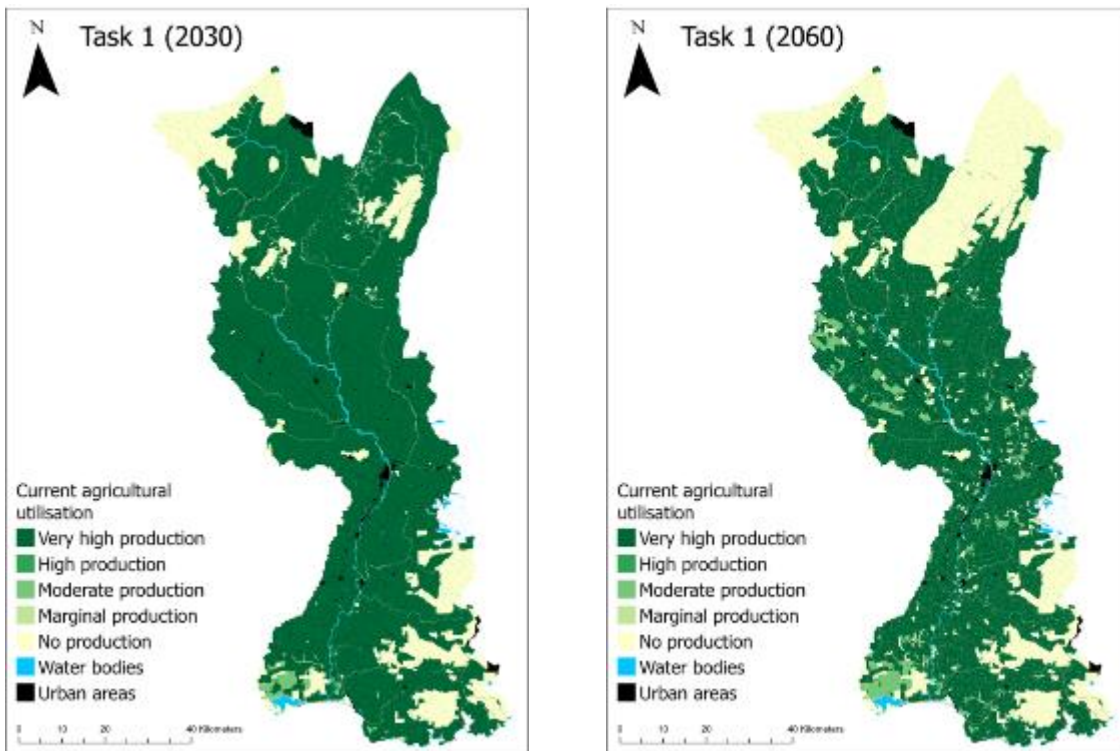 N
Task 1 (2030)
Current agricultural
utilisation
Very high production
High production
Moderate production
Marginal production
No production
Water bodies
Urban areas
0 10 20 40 Kilometers
N
Task 1 (2060)
Current agricultural
utilisation
Very high production
High production
Moderate production
Marginal production
No production
Water bodies
Urban areas
0 10 20 40 Kilometers